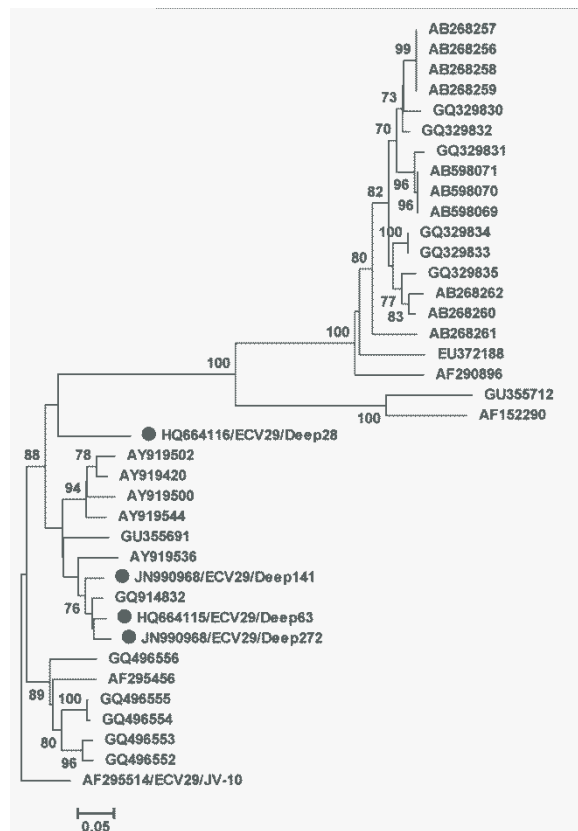 AB268257
99
AB268256
AB268258
AB268259
73
GQ329830
70
GQ329832
GQ329831
AB598071
96
AB598070
82
96
AB598069
100
GQ329834
GQ329833
80
GQ329835
77
AB268262
83
AB268260
AB268261
100
EU372188
100
AF290896
GU355712
100
AF152290
HQ664116/ECV29/Deep28
88
78
AY919502
AY919420
94
AY919500
AY919544
GU355691
AY919536
JN990968/ECV29/Deep141
76
GQ914832
HQ664115/ECV29/Deep63
JN990968/ECV29/Deep272
GQ496556
89
AF295456
100
GQ496555
GQ496554
80
GQ496553
96
GQ496552
AF295514/ECV29/JV-10
0.05